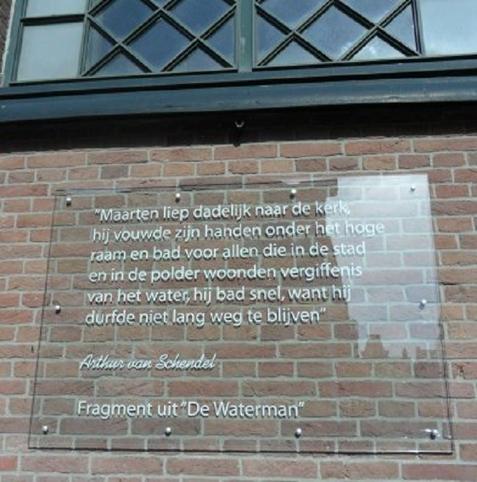 "Maarten liep dadelijk naar de kerk,
hij vouwde zijn handen onder het hoge
raam en bad voor allen die in de stad
en in de polder woonden vergiffenis
van het water, hij bad snel, want hij
durfde niet lang weg te blijven"
Arthur van Schendel
Fragment uit "De Waterman"